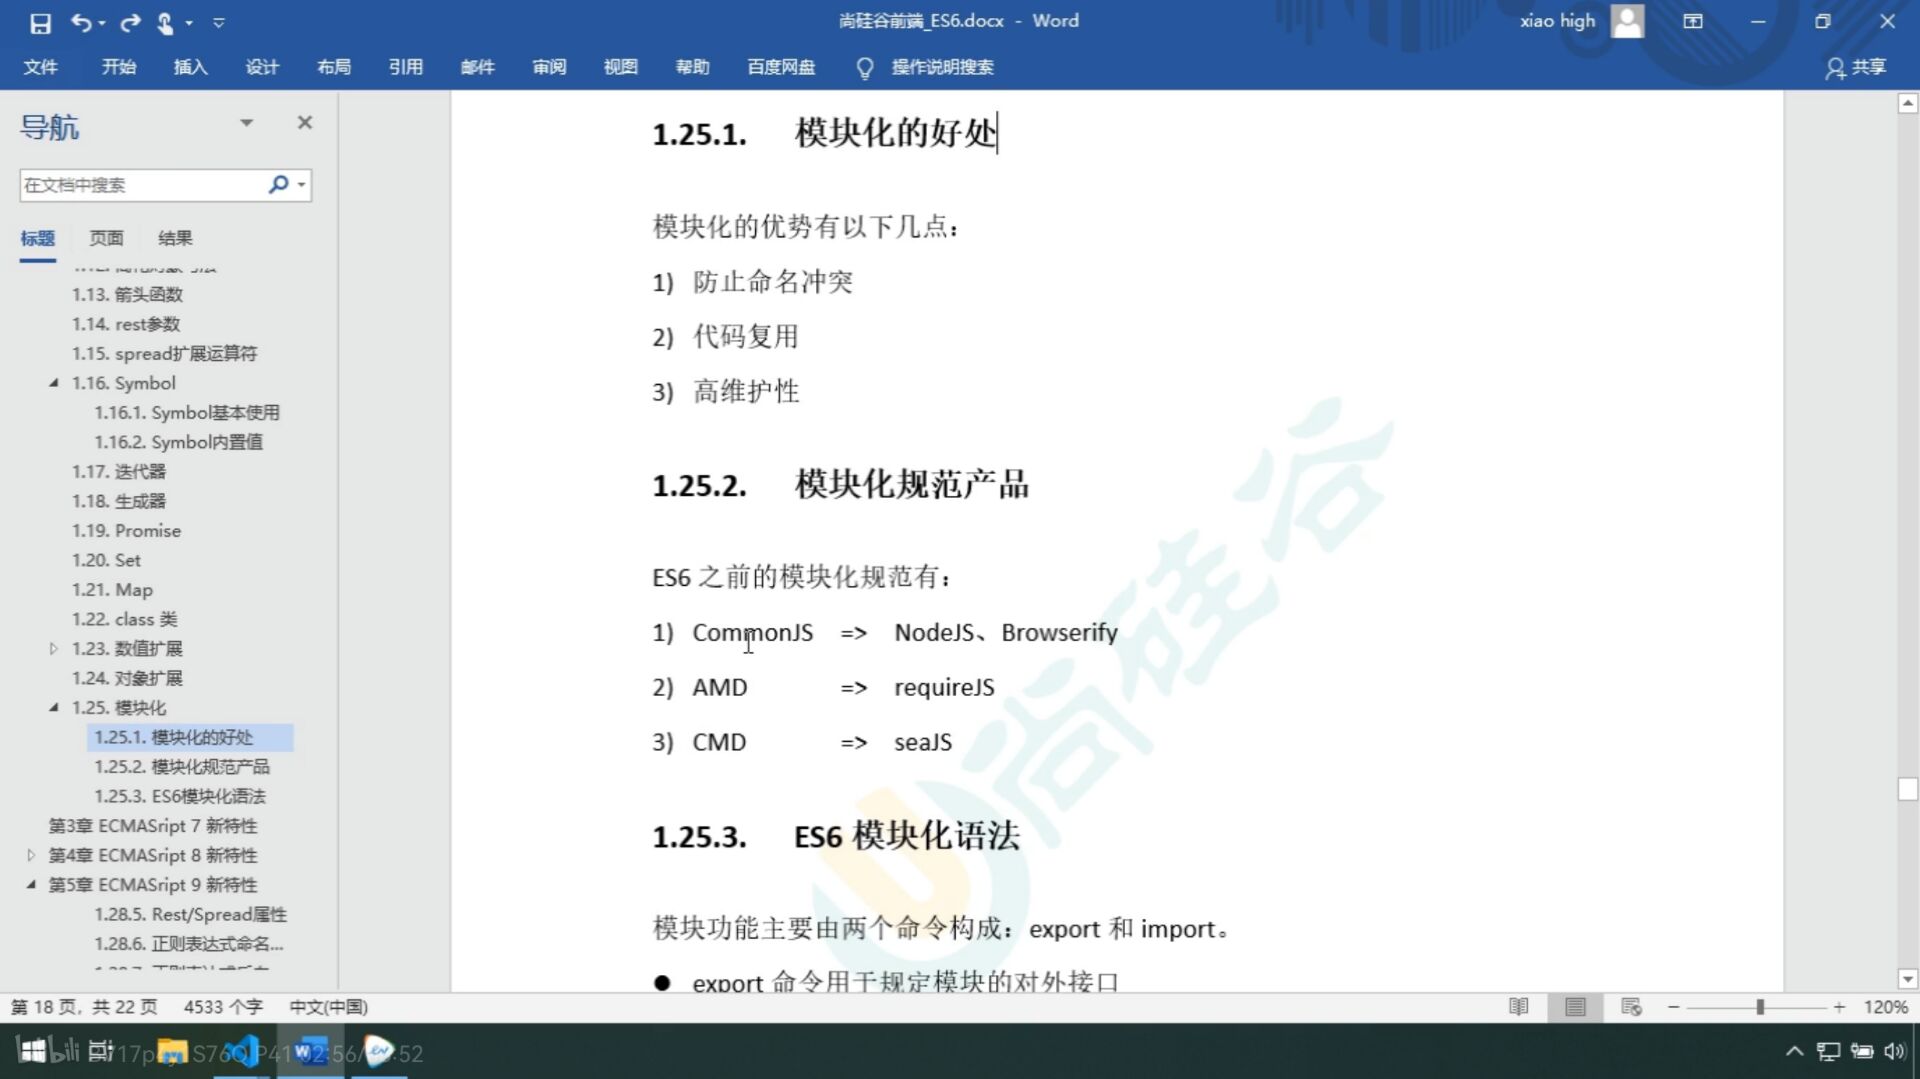 尚硅谷前端_ES6.docx - Word
xiao high
文件 开始 插入 设计 布局 引用 邮件 审阅 视图 帮助 百度网盘 操作说明搜索 共享
导航
在文档中搜索
标题 页面 结果
1.13. 箭头函数
1.14. rest参数
1.15. spread扩展运算符
1.16. Symbol
1.16.1. Symbol基本使用
1.16.2. Symbol内置值
1.17. 迭代器
1.18. 生成器
1.19. Promise
1.20. Set
1.21. Map
1.22. class 类
1.23. 数值扩展
1.24. 对象扩展
1.25. 模块化
1.25.1. 模块化的好处
1.25.2. 模块化规范产品
1.25.3. ES6模块化语法
第3章 ECMASript 7 新特性
第4章 ECMASript 8 新特性
第5章 ECMASript 9 新特性
1.28.5. Rest/Spread属性
1.28.6. 正则表达式命名...
1.25.1. 模块化的好处
模块化的优势有以下几点：
1) 防止命名冲突
2) 代码复用
3) 高维护性
1.25.2. 模块化规范产品
ES6 之前的模块化规范有：
1) CommonJS => NodeJS、Browserify
2) AMD => requireJS
3) CMD => seaJS
1.25.3. ES6 模块化语法
模块功能主要由两个命令构成：export 和 import。
● export 命令用于规定模块的对外接口
尚硅谷
第 18 页，共 22 页 4533 个字 中文(中国)
120%